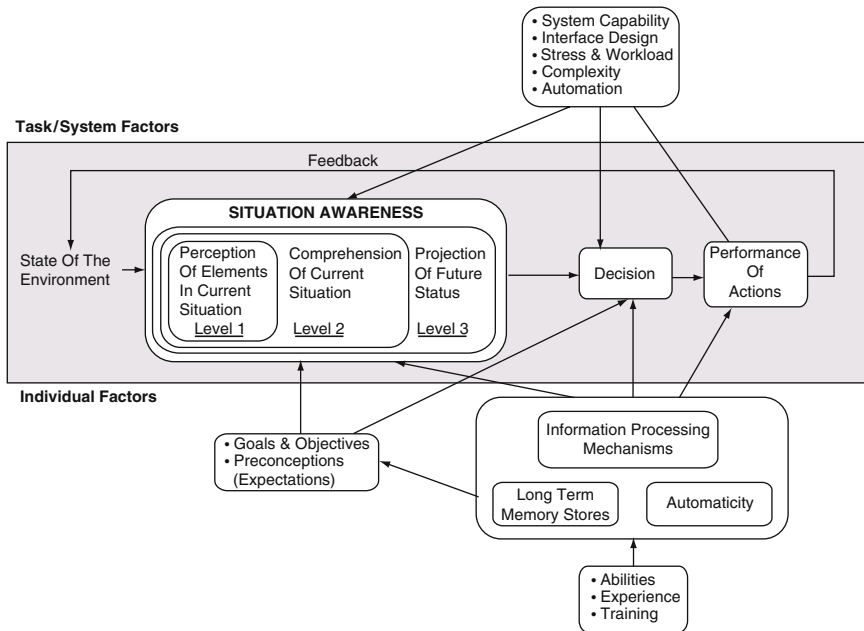 • System Capability
• Interface Design
• Stress & Workload
• Complexity
• Automation
Task/System Factors
Feedback
SITUATION AWARENESS
State Of The
Environment
Perception
Of Elements
In Current
Situation
Level 1
Comprehension
Of Current
Situation
Level 2
Projection
Of Future
Status
Level 3
Decision
Performance
Of
Actions
Individual Factors
• Goals & Objectives
• Preconceptions
(Expectations)
Information Processing
Mechanisms
Long Term
Memory Stores
Automaticity
• Abilities
• Experience
• Training